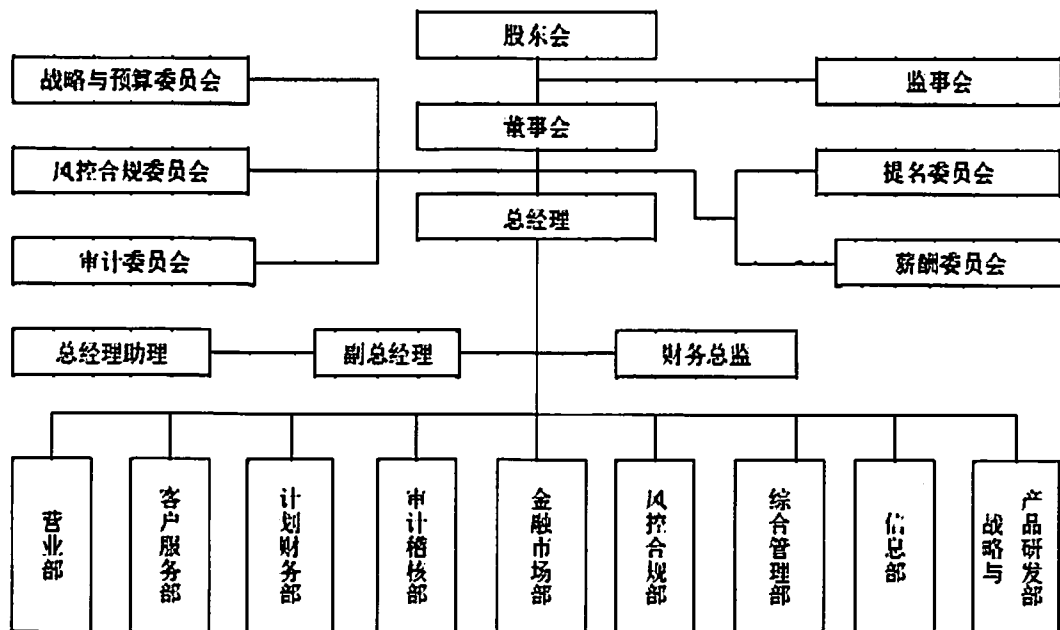 股东会
战略与预算委员会
监事会
董事会
风控合规委员会
提名委员会
总经理
审计委员会
薪酬委员会
总经理助理
副总经理
财务总监
营业部
客户服务部
计划财务部
审计稽核部
金融市场部
风控合规部
综合管理部
信息部
战略与
产品研发部